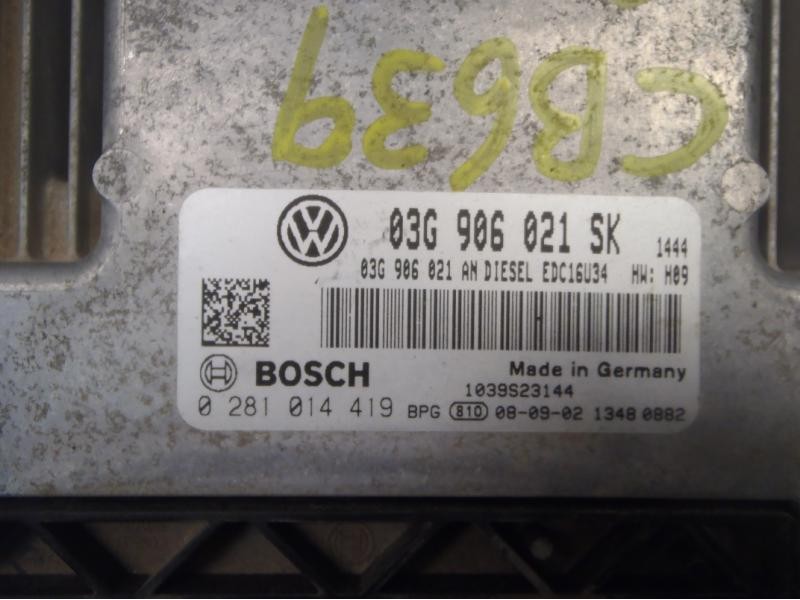 CB639
03G 906 021 SK 1444
03G 906 021 AN DIESEL EDC16U34 HW: H09
BOSCH Made in Germany
1039S23144
0 281 014 419 BPG 810 08-09-02 1348 0882